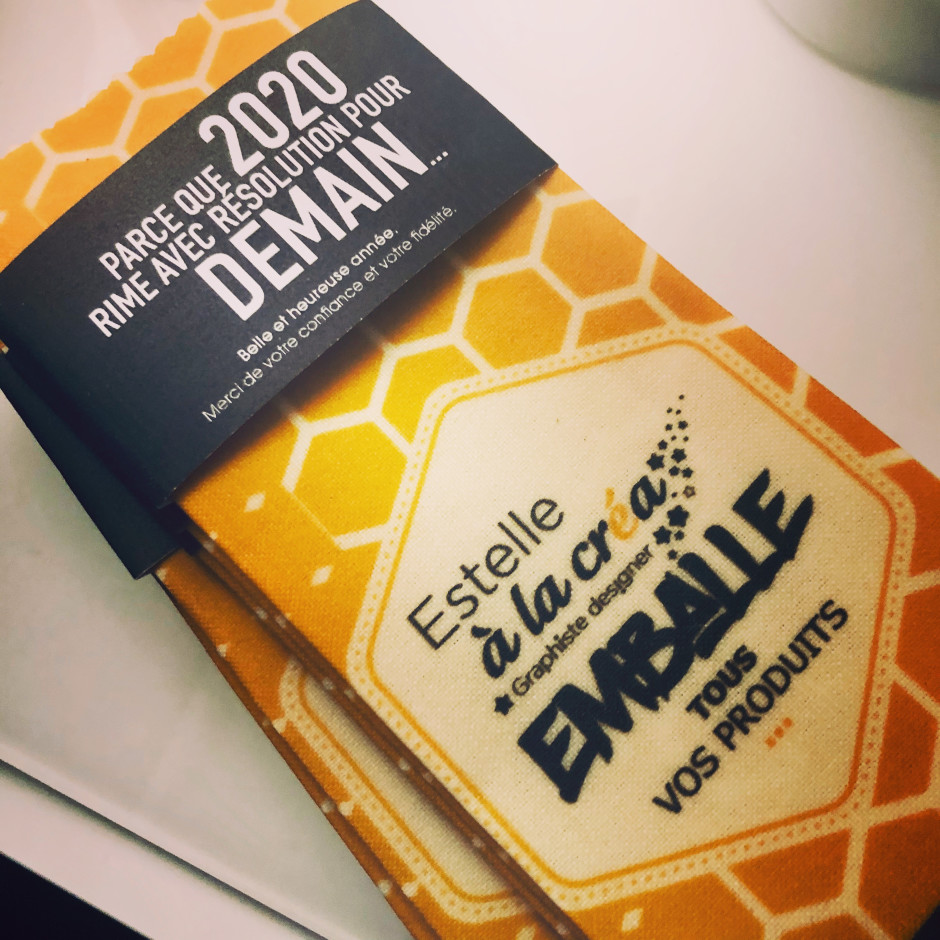 PARCE QUE 2020
RIME AVEC RÉSOLUTION POUR
DEMAIN...
Belle et heureuse année.
Merci de votre confiance et votre fidélité.
Estelle
à la créa
Graphiste designer
EMBALLE
TOUS
VOS PRODUITS
...